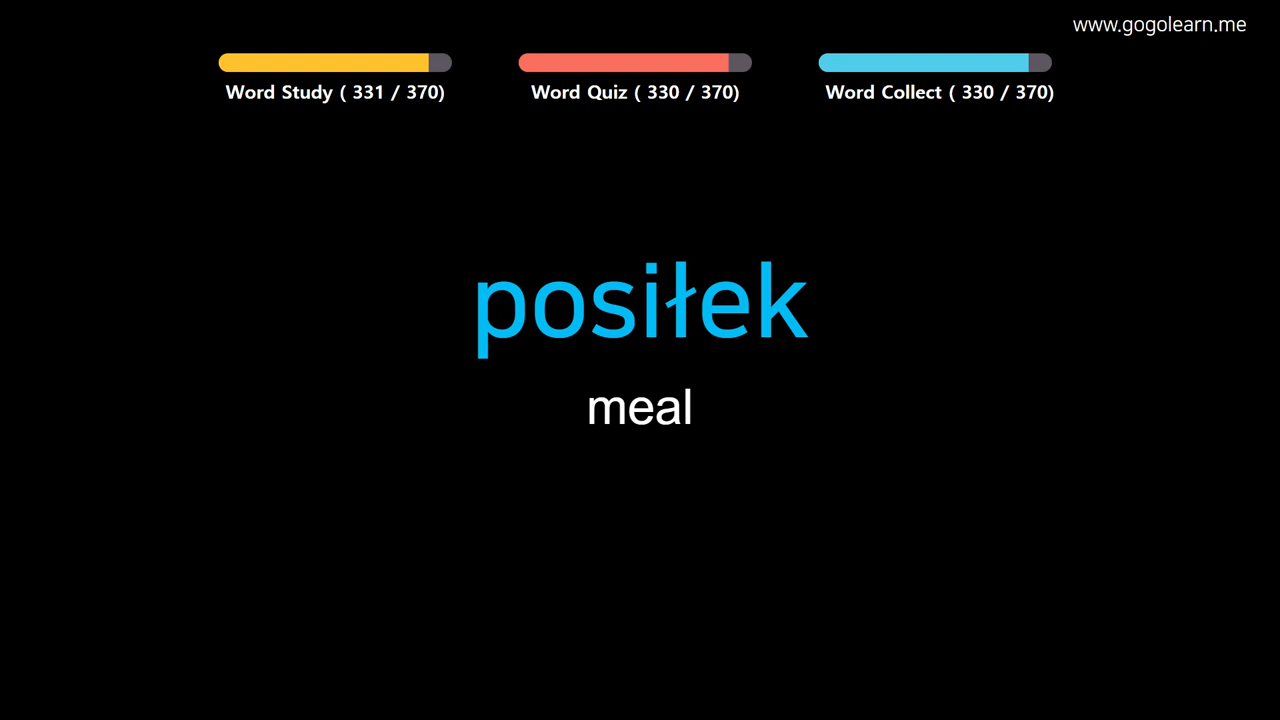 www.gogolearn.me
Word Study ( 331 / 370)
Word Quiz ( 330 / 370)
Word Collect ( 330 / 370)
posiłek
meal